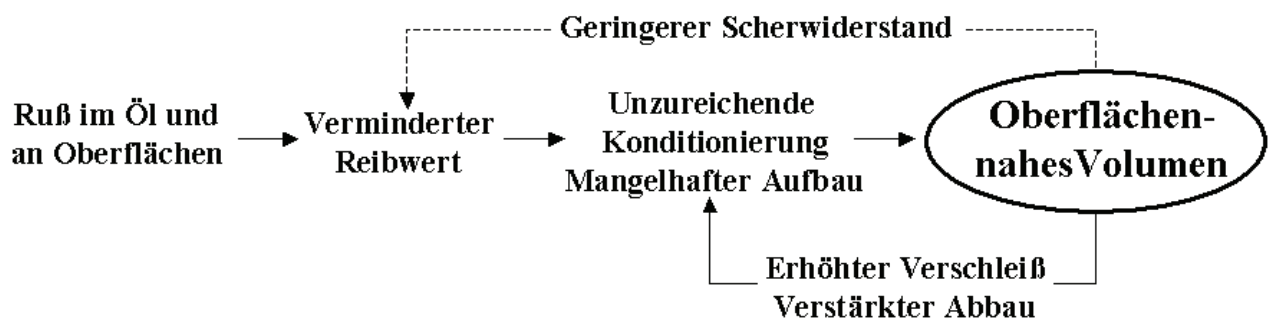 Geringerer Scherwiderstand
Ruß im Öl und
an Oberflächen
Verminderter
Reibwert
Unzureichende
Konditionierung
Mangelhafter Aufbau
Oberflächen-
nahesVolumen
Erhöhter Verschleiß
Verstärkter Abbau